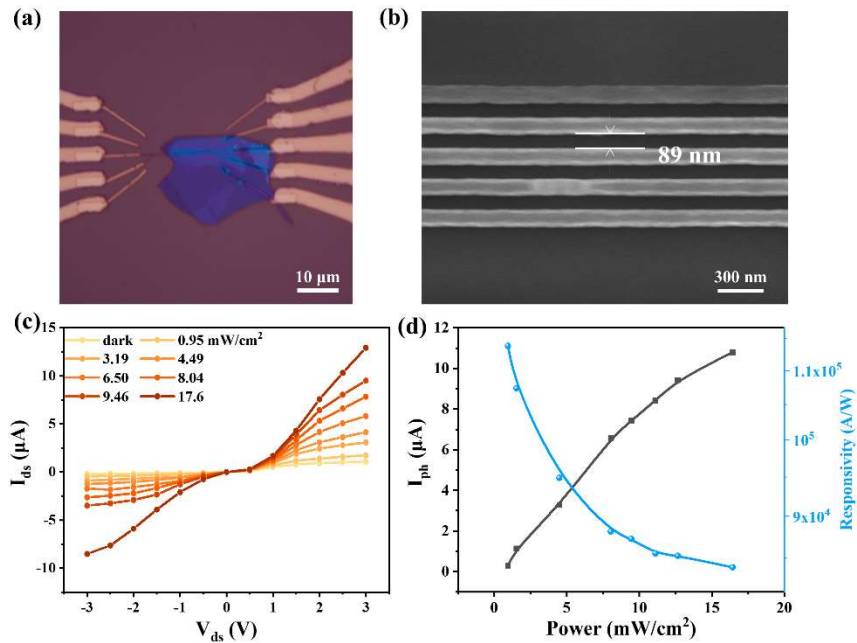 (a)
10 μm
(b)
89 nm
300 nm
(c)
15
10
5
0
-5
-10
I_ds (μA)
dark
0.95 mW/cm²
3.19
4.49
6.50
8.04
9.46
17.6
-3
-2
-1
0
1
2
3
V_ds (V)
(d)
12
10
8
6
4
2
0
I_ph (μA)
0
5
10
15
20
Power (mW/cm²)
1.1x10⁵
10⁵
9x10⁴
Responsivity (A/W)